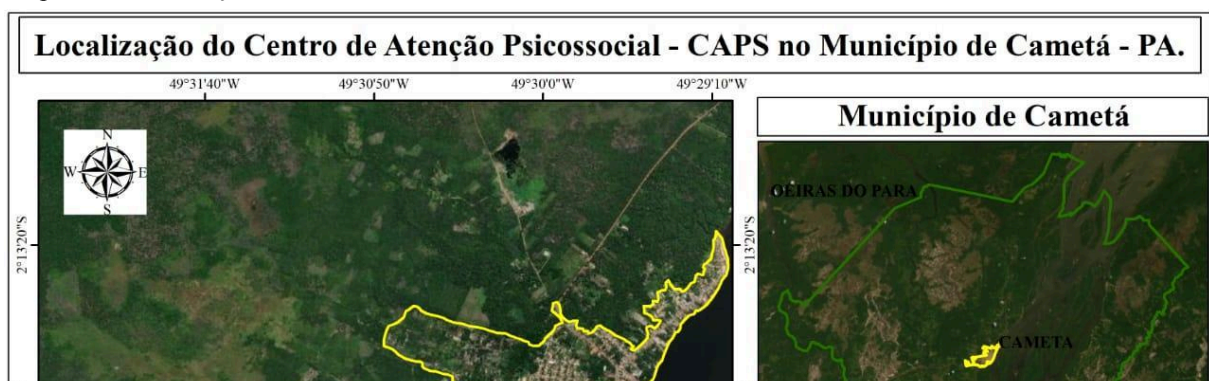 Localização do Centro de Atenção Psicossocial - CAPS no Município de Cametá - PA.
49°31'40"W 49°30'50"W 49°30'0"W 49°29'10"W
Município de Cametá
N
W E
S
OEIRAS DO PARA
2°13'20"S
2°13'20"S
CAMETA